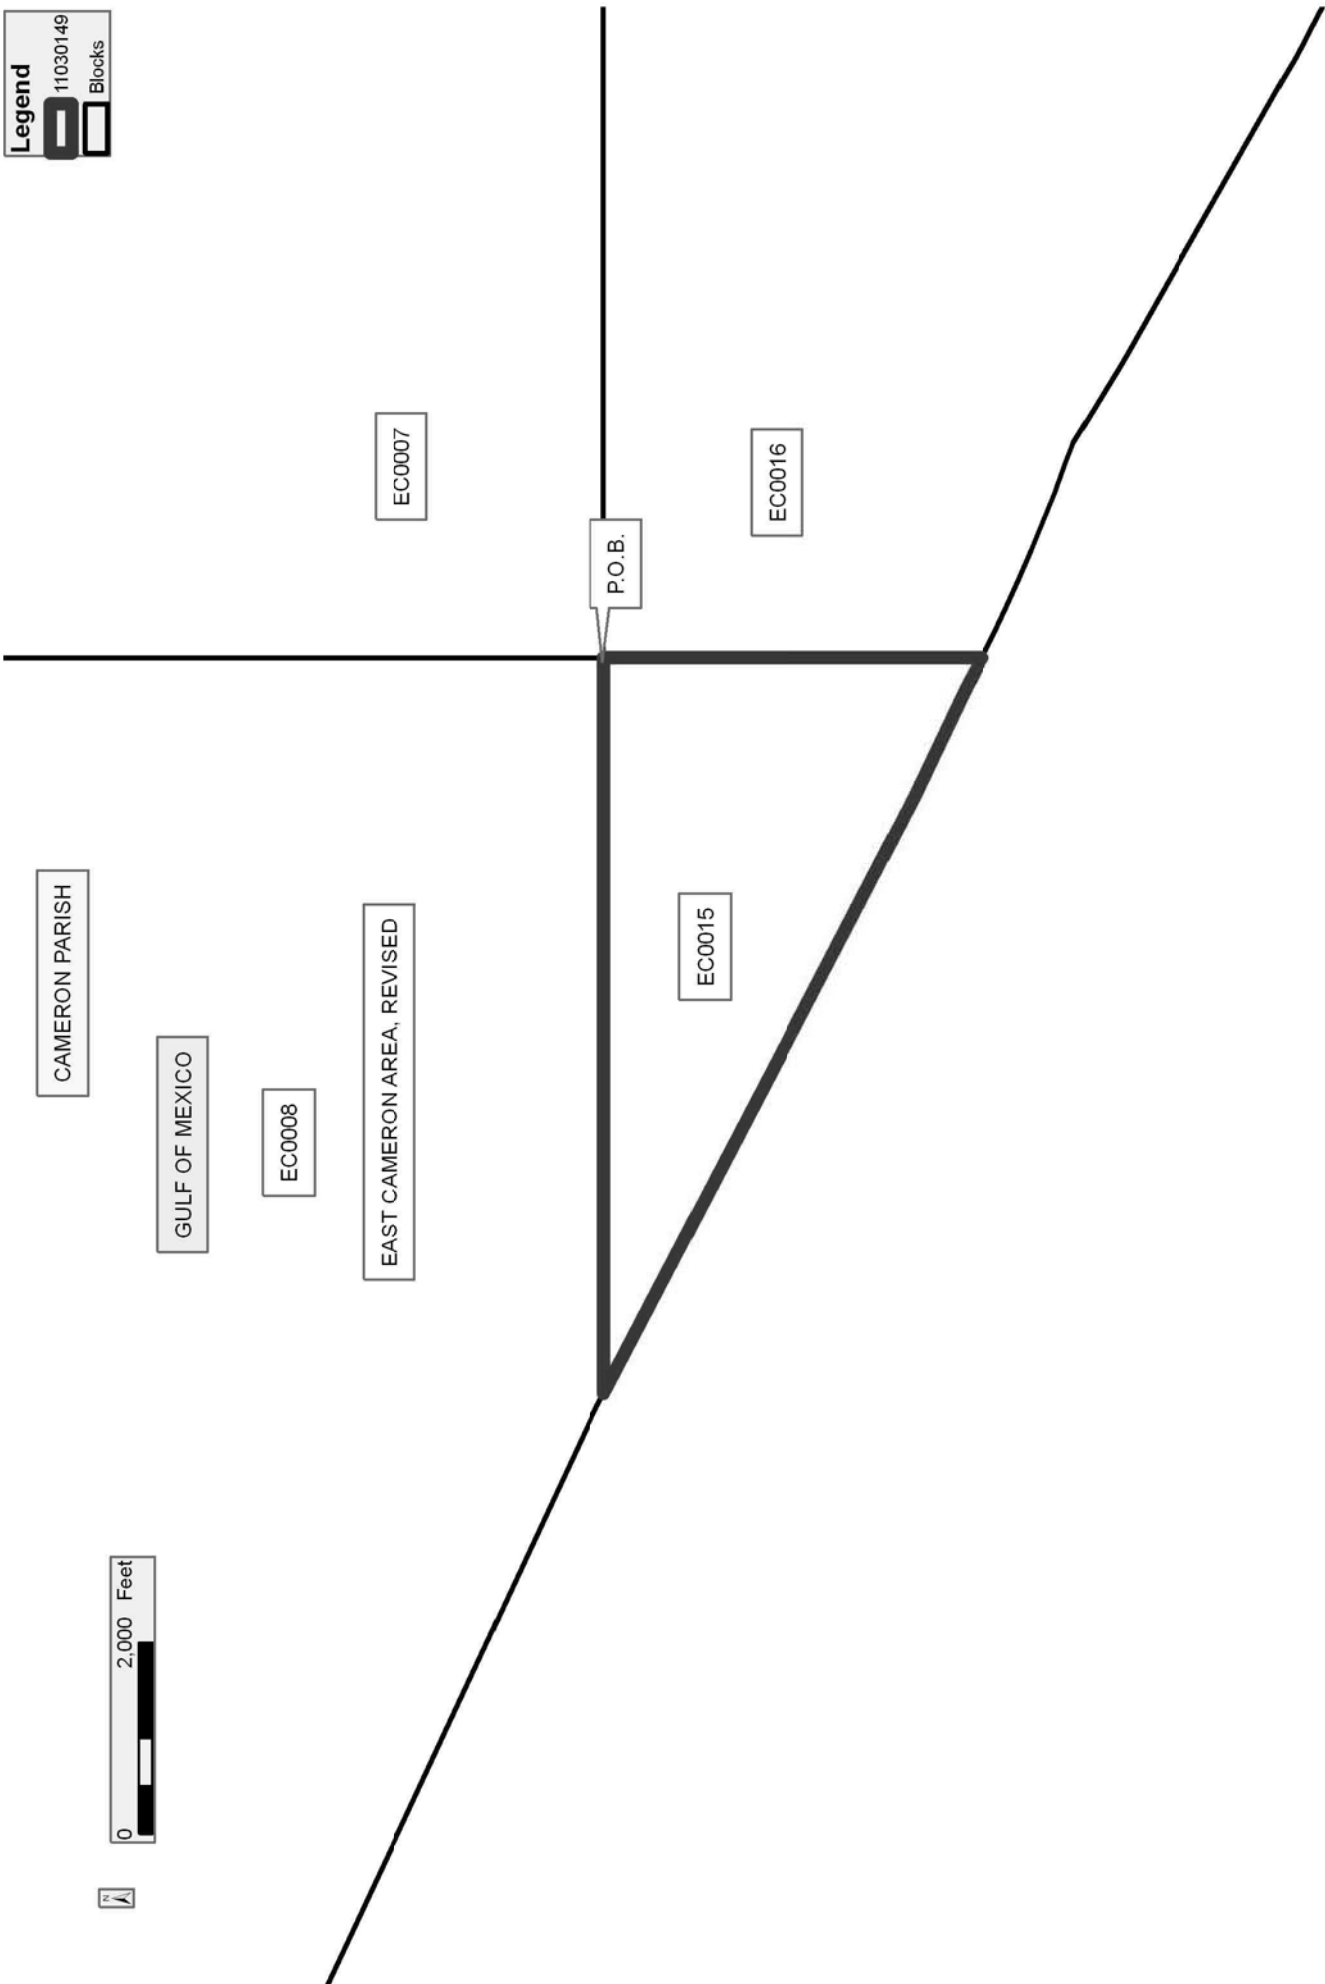 Legend
11030149
Blocks
CAMERON PARISH
GULF OF MEXICO
EC0008
EAST CAMERON AREA, REVISED
EC0007
P.O.B.
EC0016
EC0015
0 2,000 Feet
N